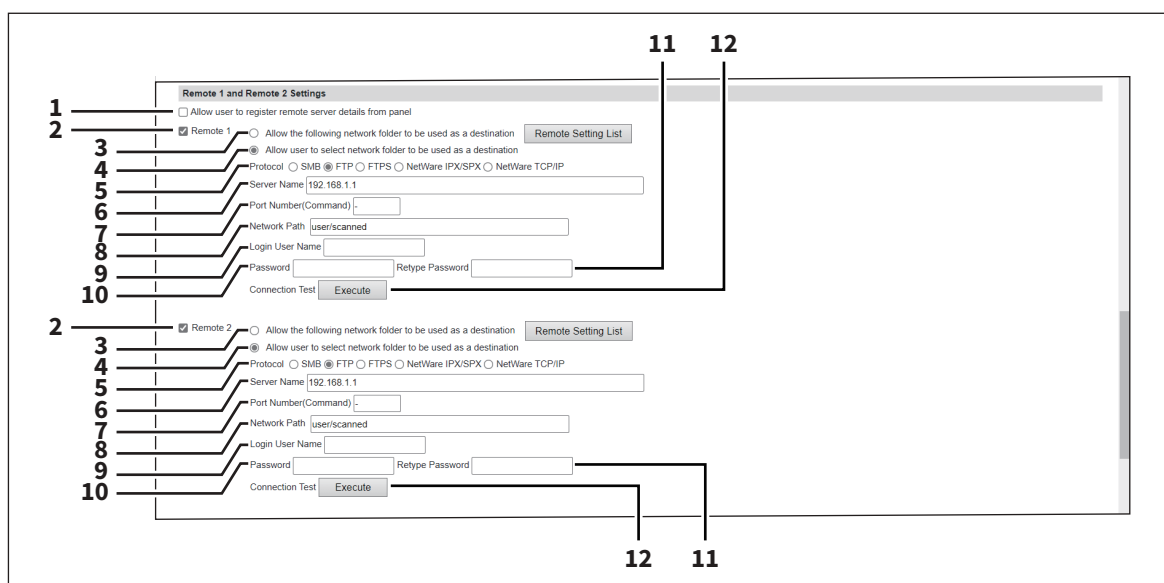 11 12
Remote 1 and Remote 2 Settings
1 Allow user to register remote server details from panel
2 Remote 1
3 Allow the following network folder to be used as a destination Remote Setting List
4 Allow user to select network folder to be used as a destination
5 Protocol SMB FTP FTPS NetWare IPX/SPX NetWare TCP/IP
6 Server Name 192.168.1.1
7 Port Number(Command) -
8 Network Path user/scanned
9 Login User Name
10 Password Retype Password
Connection Test Execute
2 Remote 2
3 Allow the following network folder to be used as a destination Remote Setting List
4 Allow user to select network folder to be used as a destination
5 Protocol SMB FTP FTPS NetWare IPX/SPX NetWare TCP/IP
6 Server Name 192.168.1.1
7 Port Number(Command) -
8 Network Path user/scanned
9 Login User Name
10 Password Retype Password
Connection Test Execute
12 11